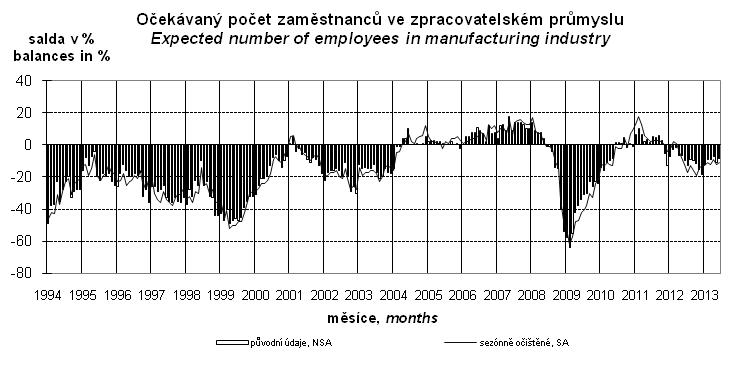 Očekávaný počet zaměstnanců ve zpracovatelském průmyslu
Expected number of employees in manufacturing industry
salda v %
balances in %
40
20
0
-20
-40
-60
-80
1994 1995 1996 1997 1998 1999 2000 2001 2002 2003 2004 2005 2006 2007 2008 2009 2010 2011 2012 2013
měsíce, months
původní údaje, NSA
sezónně očištěné, SA